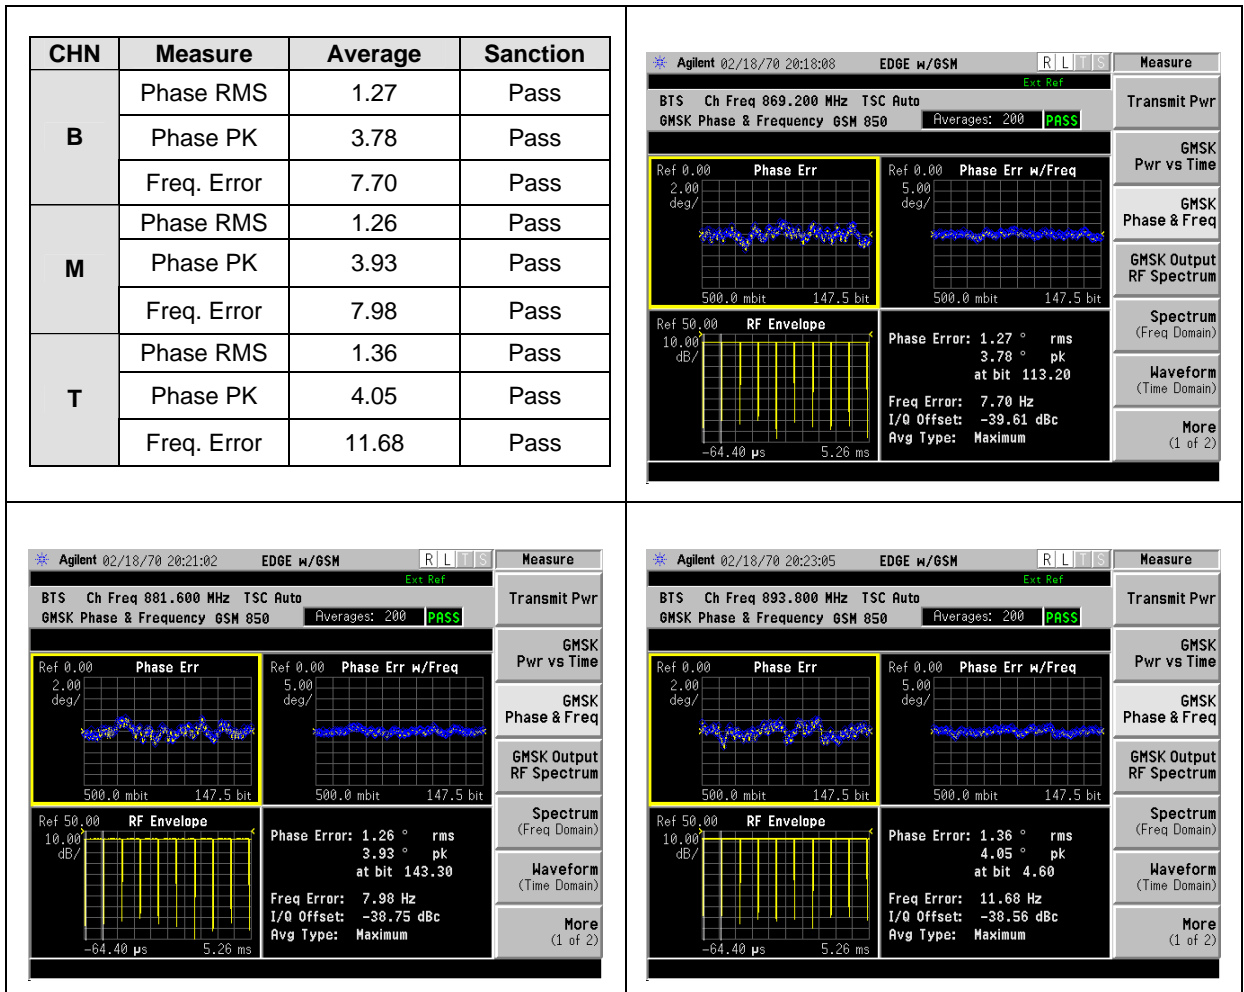 CHN Measure Average Sanction
B
Phase RMS 1.27 Pass
Phase PK 3.78 Pass
Freq. Error 7.70 Pass
M
Phase RMS 1.26 Pass
Phase PK 3.93 Pass
Freq. Error 7.98 Pass
T
Phase RMS 1.36 Pass
Phase PK 4.05 Pass
Freq. Error 11.68 Pass
Agilent 02/18/70 20:18:08 EDGE w/GSM R L T S Measure
Ext Ref
BTS Ch Freq 869.200 MHz TSC Auto
GMSK Phase & Frequency GSM 850 Averages: 200 PASS
Ref 0.00 Phase Err
2.00
deg/
500.0 mbit 147.5 bit
Ref 0.00 Phase Err w/Freq
5.00
deg/
500.0 mbit 147.5 bit
Ref 50.00 RF Envelope
10.00
dB/
-64.40 µs 5.26 ms
Phase Error: 1.27 ° rms
3.78 ° pk
at bit 113.20
Freq Error: 7.70 Hz
I/Q Offset: -39.61 dBc
Avg Type: Maximum
Transmit Pwr
GMSK
Pwr vs Time
GMSK
Phase & Freq
GMSK Output
RF Spectrum
Spectrum
(Freq Domain)
Waveform
(Time Domain)
More
(1 of 2)
Agilent 02/18/70 20:21:02 EDGE w/GSM R L T S Measure
Ext Ref
BTS Ch Freq 881.600 MHz TSC Auto
GMSK Phase & Frequency GSM 850 Averages: 200 PASS
Ref 0.00 Phase Err
2.00
deg/
500.0 mbit 147.5 bit
Ref 0.00 Phase Err w/Freq
5.00
deg/
500.0 mbit 147.5 bit
Ref 50.00 RF Envelope
10.00
dB/
-64.40 µs 5.26 ms
Phase Error: 1.26 ° rms
3.93 ° pk
at bit 143.30
Freq Error: 7.98 Hz
I/Q Offset: -38.75 dBc
Avg Type: Maximum
Transmit Pwr
GMSK
Pwr vs Time
GMSK
Phase & Freq
GMSK Output
RF Spectrum
Spectrum
(Freq Domain)
Waveform
(Time Domain)
More
(1 of 2)
Agilent 02/18/70 20:23:05 EDGE w/GSM R L T S Measure
Ext Ref
BTS Ch Freq 893.800 MHz TSC Auto
GMSK Phase & Frequency GSM 850 Averages: 200 PASS
Ref 0.00 Phase Err
2.00
deg/
500.0 mbit 147.5 bit
Ref 0.00 Phase Err w/Freq
5.00
deg/
500.0 mbit 147.5 bit
Ref 50.00 RF Envelope
10.00
dB/
-64.40 µs 5.26 ms
Phase Error: 1.36 ° rms
4.05 ° pk
at bit 4.60
Freq Error: 11.68 Hz
I/Q Offset: -38.56 dBc
Avg Type: Maximum
Transmit Pwr
GMSK
Pwr vs Time
GMSK
Phase & Freq
GMSK Output
RF Spectrum
Spectrum
(Freq Domain)
Waveform
(Time Domain)
More
(1 of 2)